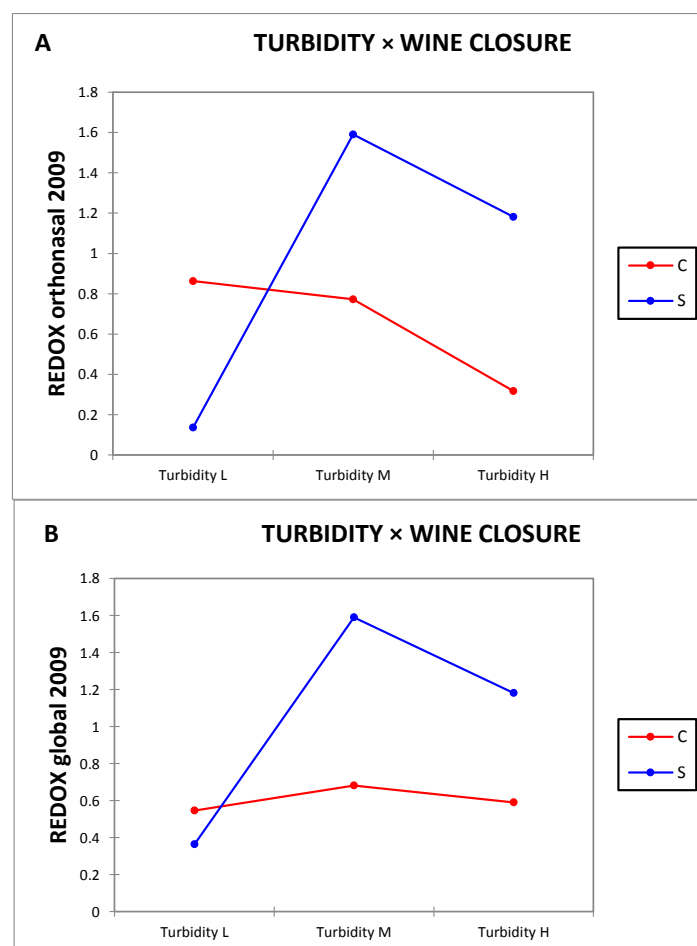 A
TURBIDITY × WINE CLOSURE
REDOX orthonasal 2009
1.8
1.6
1.4
1.2
1
0.8
0.6
0.4
0.2
0
Turbidity L
Turbidity M
Turbidity H
C
S
B
TURBIDITY × WINE CLOSURE
REDOX global 2009
1.8
1.6
1.4
1.2
1
0.8
0.6
0.4
0.2
0
Turbidity L
Turbidity M
Turbidity H
C
S